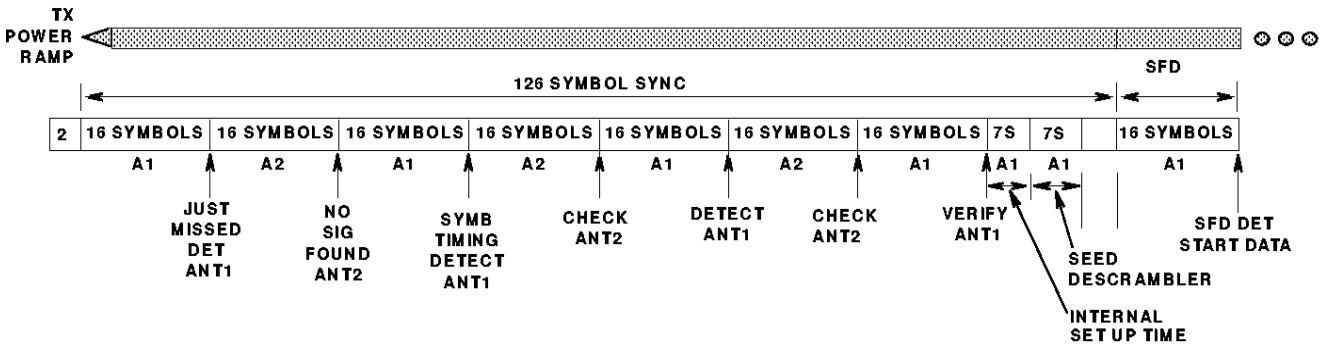 TX
POWER
RAMP
SFD
126 SYMBOL SYNC
2 16 SYMBOLS 16 SYMBOLS 16 SYMBOLS 16 SYMBOLS 16 SYMBOLS 16 SYMBOLS 16 SYMBOLS 7S 7S 16 SYMBOLS
A1 A2 A1 A2 A1 A2 A1 A1 A1 A1
JUST
MISSED
DET
ANT1
NO
SIG
FOUND
ANT2
SYMB
TIMING
DETECT
ANT1
CHECK
ANT2
DETECT
ANT1
CHECK
ANT2
VERIFY
ANT1
SFD DET
START DATA
SEED
DESCRAMBLER
INTERNAL
SET UP TIME